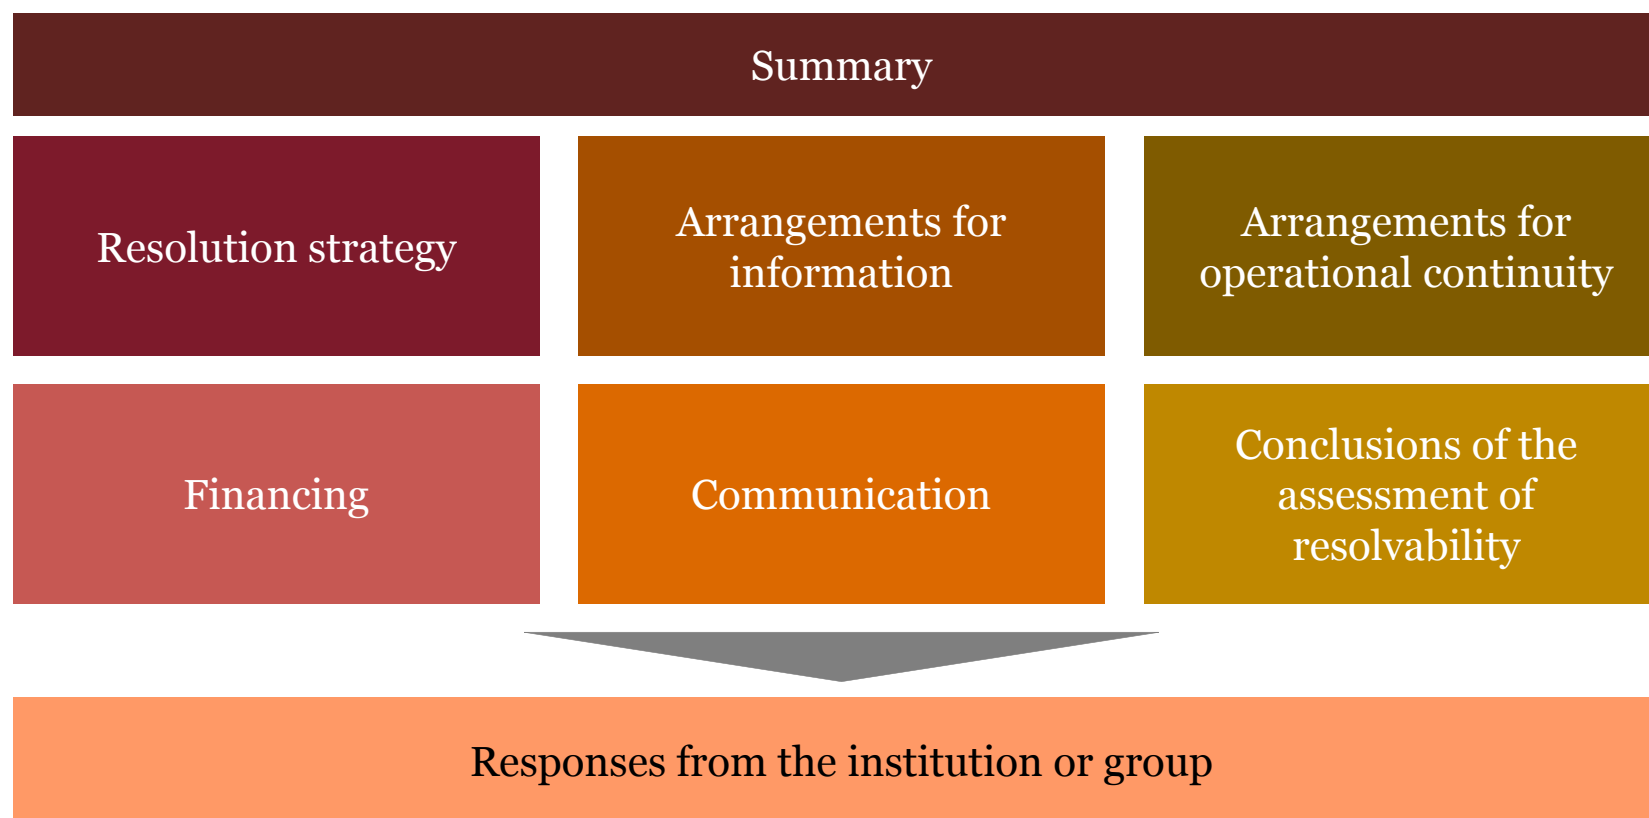 Summary
Resolution strategy
Arrangements for
information
Arrangements for
operational continuity
Financing
Communication
Conclusions of the
assessment of
resolvability
Responses from the institution or group